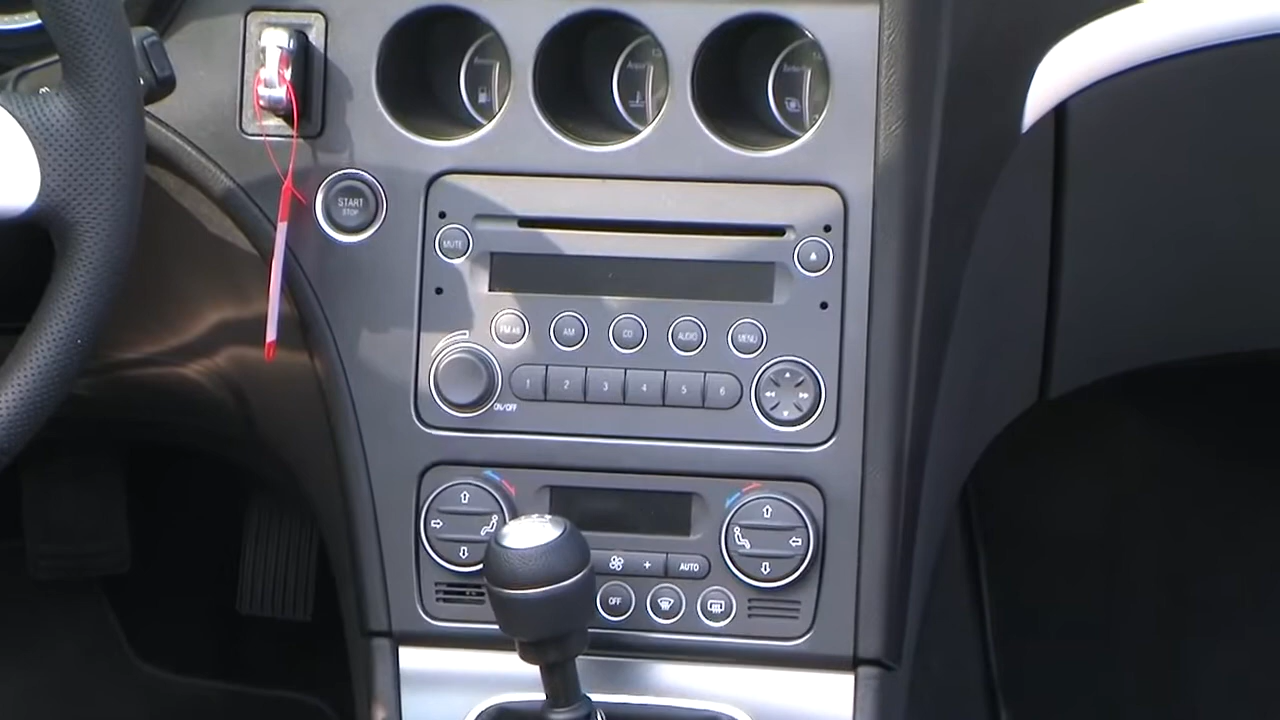 START
STOP
MUTE
FM AS
AM
CD
AUDIO
MENU
1 2 3 4 5 6
ON/OFF
+ AUTO
OFF